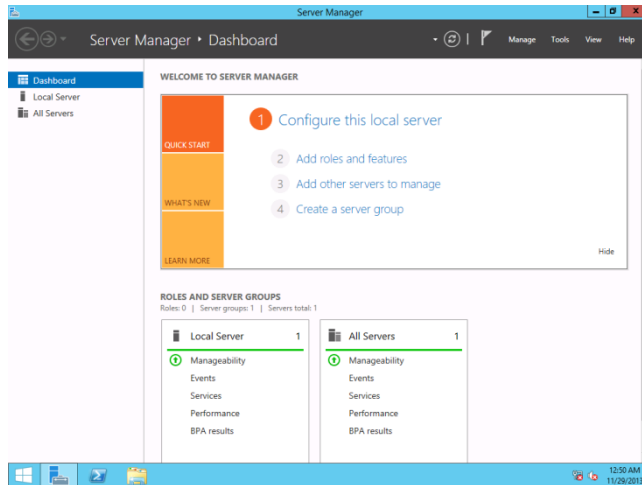 Server Manager
Server Manager • Dashboard
Manage Tools View Help
Dashboard
Local Server
All Servers
WELCOME TO SERVER MANAGER
QUICK START
WHAT'S NEW
LEARN MORE
1 Configure this local server
2 Add roles and features
3 Add other servers to manage
4 Create a server group
Hide
ROLES AND SERVER GROUPS
Roles: 0 | Server groups: 1 | Servers total: 1
Local Server 1
Manageability
Events
Services
Performance
BPA results
All Servers 1
Manageability
Events
Services
Performance
BPA results
12:50 AM